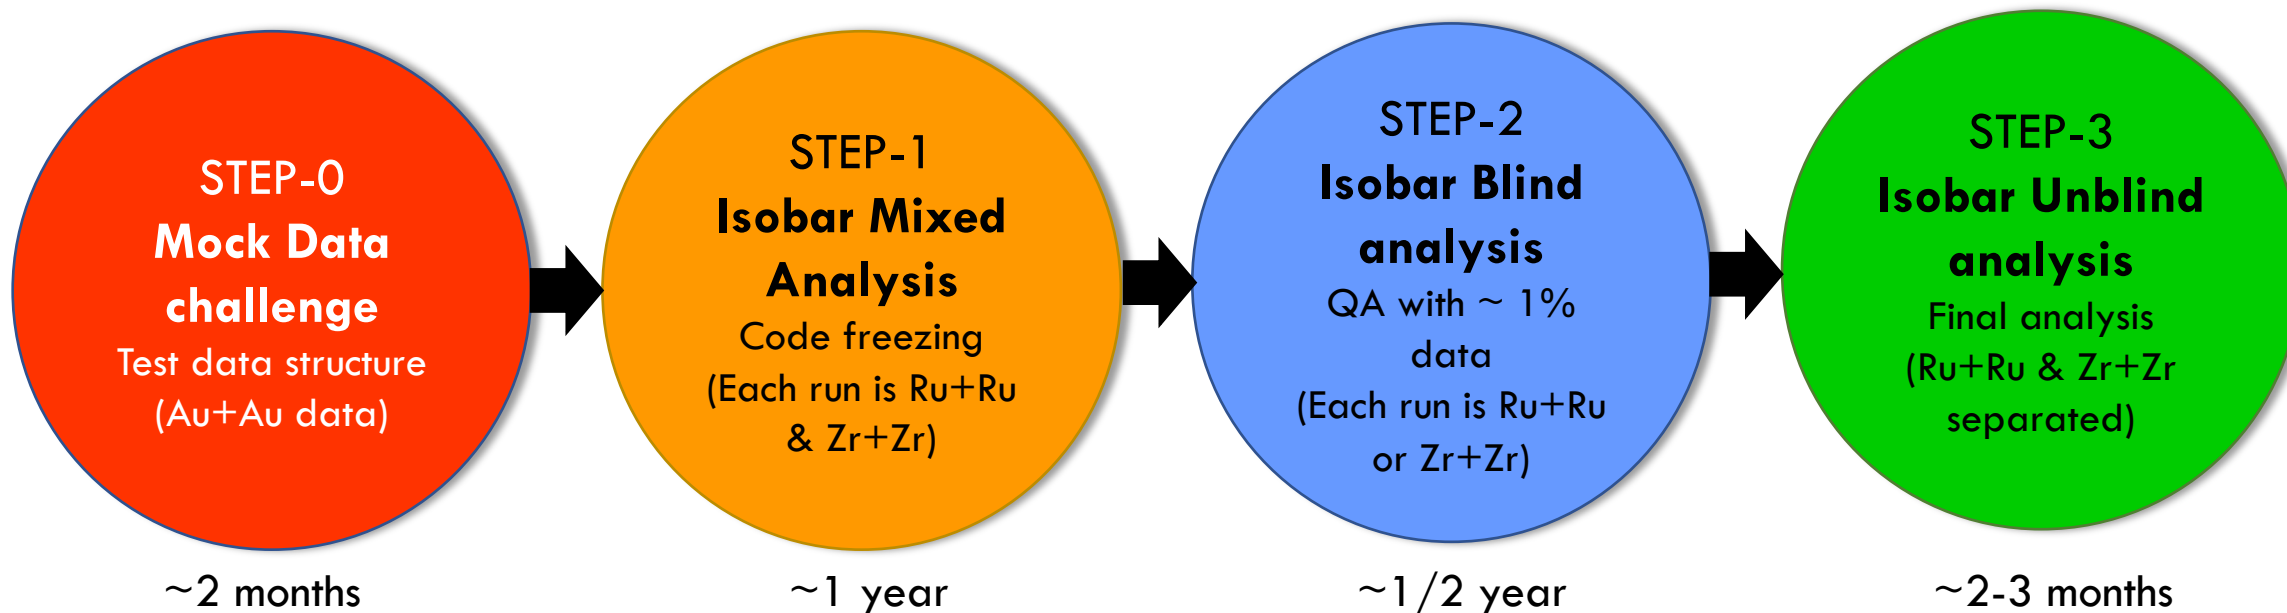 STEP-0
Mock Data
challenge
Test data structure
(Au+Au data)
~2 months
STEP-1
Isobar Mixed
Analysis
Code freezing
(Each run is Ru+Ru
& Zr+Zr)
~1 year
STEP-2
Isobar Blind
analysis
QA with ~ 1%
data
(Each run is Ru+Ru
or Zr+Zr)
~1/2 year
STEP-3
Isobar Unblind
analysis
Final analysis
(Ru+Ru & Zr+Zr
separated)
~2-3 months